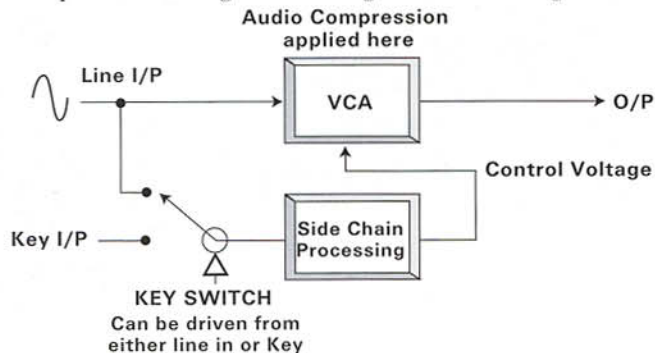 Audio Compression
applied here
Line I/P
VCA
O/P
Control Voltage
Key I/P
Side Chain
Processing
KEY SWITCH
Can be driven from
either line in or Key